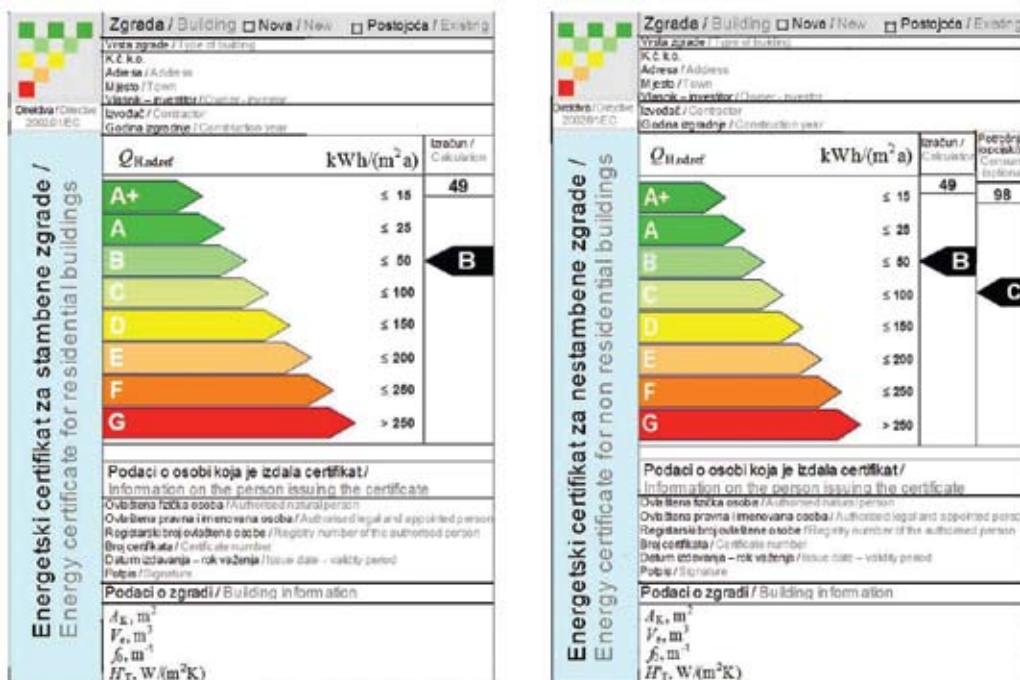 Zgrada / Building □ Nova / New □ Postojóća / Existing
Vrsta zgrade / Type of building
K.č. k.o.
Adresa / Address
Mjesto / Town
Vlasnik – investitor / Owner - investor
Izvođač / Contractor
Godina izgradnje / Construction year
Direktiva / Directive
2002/91/EC
Energetski certifikat za stambene zgrade /
Energy certificate for residential buildings
Q H,nd,ref kWh/(m²a)
Izračun /
Calculation
49
A+ ≤ 15
A ≤ 25
B ≤ 50 B
C ≤ 100
D ≤ 150
E ≤ 200
F ≤ 250
G > 250
Podaci o osobi koja je izdala certifikat /
Information on the person issuing the certificate
Ovlaštena fizička osoba / Authorised natural person
Ovlaštena pravna i imenovana osoba / Authorised legal and appointed person
Registarski broj ovlaštene osobe / Registry number of the authorised person
Broj certifikata / Certificate number
Datum izdavanja – rok važenja / Issue date – validity period
Potpis / Signature
Podaci o zgradi / Building information
A_K, m²
V_e, m³
f_0, m⁻¹
H'_T, W/(m²K)
Zgrada / Building □ Nova / New □ Postojóća / Existing
Vrsta zgrade / Type of building
K.č. k.o.
Adresa / Address
Mjesto / Town
Vlasnik – investitor / Owner - investor
Izvođač / Contractor
Godina izgradnje / Construction year
Direktiva / Directive
2002/91/EC
Energetski certifikat za nestambene zgrade /
Energy certificate for non residential buildings
Q H,nd,ref kWh/(m²a)
Izračun /
Calculation
49
98
A+ ≤ 15
A ≤ 25
B ≤ 50 B
C ≤ 100 C
D ≤ 150
E ≤ 200
F ≤ 250
G > 250
Podaci o osobi koja je izdala certifikat /
Information on the person issuing the certificate
Ovlaštena fizička osoba / Authorised natural person
Ovlaštena pravna i imenovana osoba / Authorised legal and appointed person
Registarski broj ovlaštene osobe / Registry number of the authorised person
Broj certifikata / Certificate number
Datum izdavanja – rok važenja / Issue date – validity period
Potpis / Signature
Podaci o zgradi / Building information
A_K, m²
V_e, m³
f_0, m⁻¹
H'_T, W/(m²K)